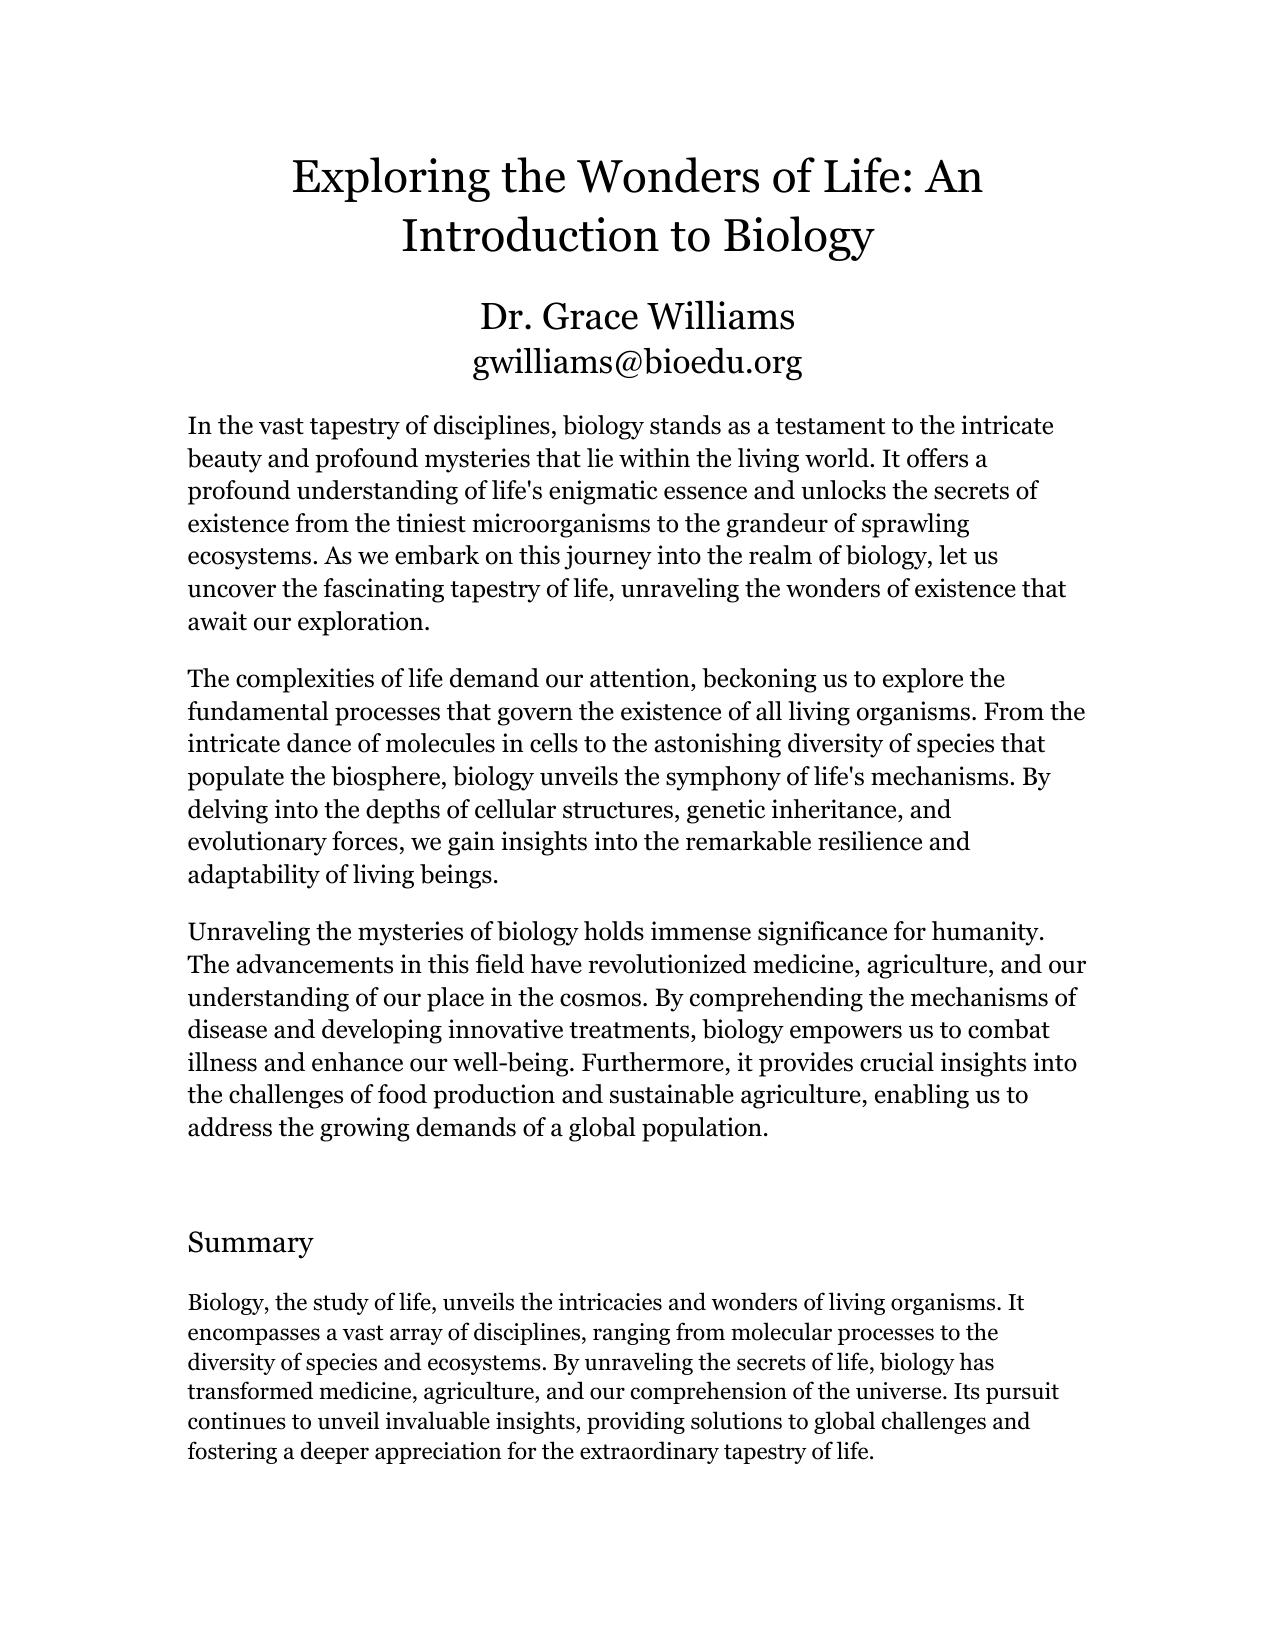 Exploring the Wonders of Life: An
Introduction to Biology
Dr. Grace Williams
gwilliams@bioedu.org
In the vast tapestry of disciplines, biology stands as a testament to the intricate
beauty and profound mysteries that lie within the living world. It offers a
profound understanding of life's enigmatic essence and unlocks the secrets of
existence from the tiniest microorganisms to the grandeur of sprawling
ecosystems. As we embark on this journey into the realm of biology, let us
uncover the fascinating tapestry of life, unraveling the wonders of existence that
await our exploration.
The complexities of life demand our attention, beckoning us to explore the
fundamental processes that govern the existence of all living organisms. From the
intricate dance of molecules in cells to the astonishing diversity of species that
populate the biosphere, biology unveils the symphony of life's mechanisms. By
delving into the depths of cellular structures, genetic inheritance, and
evolutionary forces, we gain insights into the remarkable resilience and
adaptability of living beings.
Unraveling the mysteries of biology holds immense significance for humanity.
The advancements in this field have revolutionized medicine, agriculture, and our
understanding of our place in the cosmos. By comprehending the mechanisms of
disease and developing innovative treatments, biology empowers us to combat
illness and enhance our well-being. Furthermore, it provides crucial insights into
the challenges of food production and sustainable agriculture, enabling us to
address the growing demands of a global population.
Summary
Biology, the study of life, unveils the intricacies and wonders of living organisms. It
encompasses a vast array of disciplines, ranging from molecular processes to the
diversity of species and ecosystems. By unraveling the secrets of life, biology has
transformed medicine, agriculture, and our comprehension of the universe. Its pursuit
continues to unveil invaluable insights, providing solutions to global challenges and
fostering a deeper appreciation for the extraordinary tapestry of life.